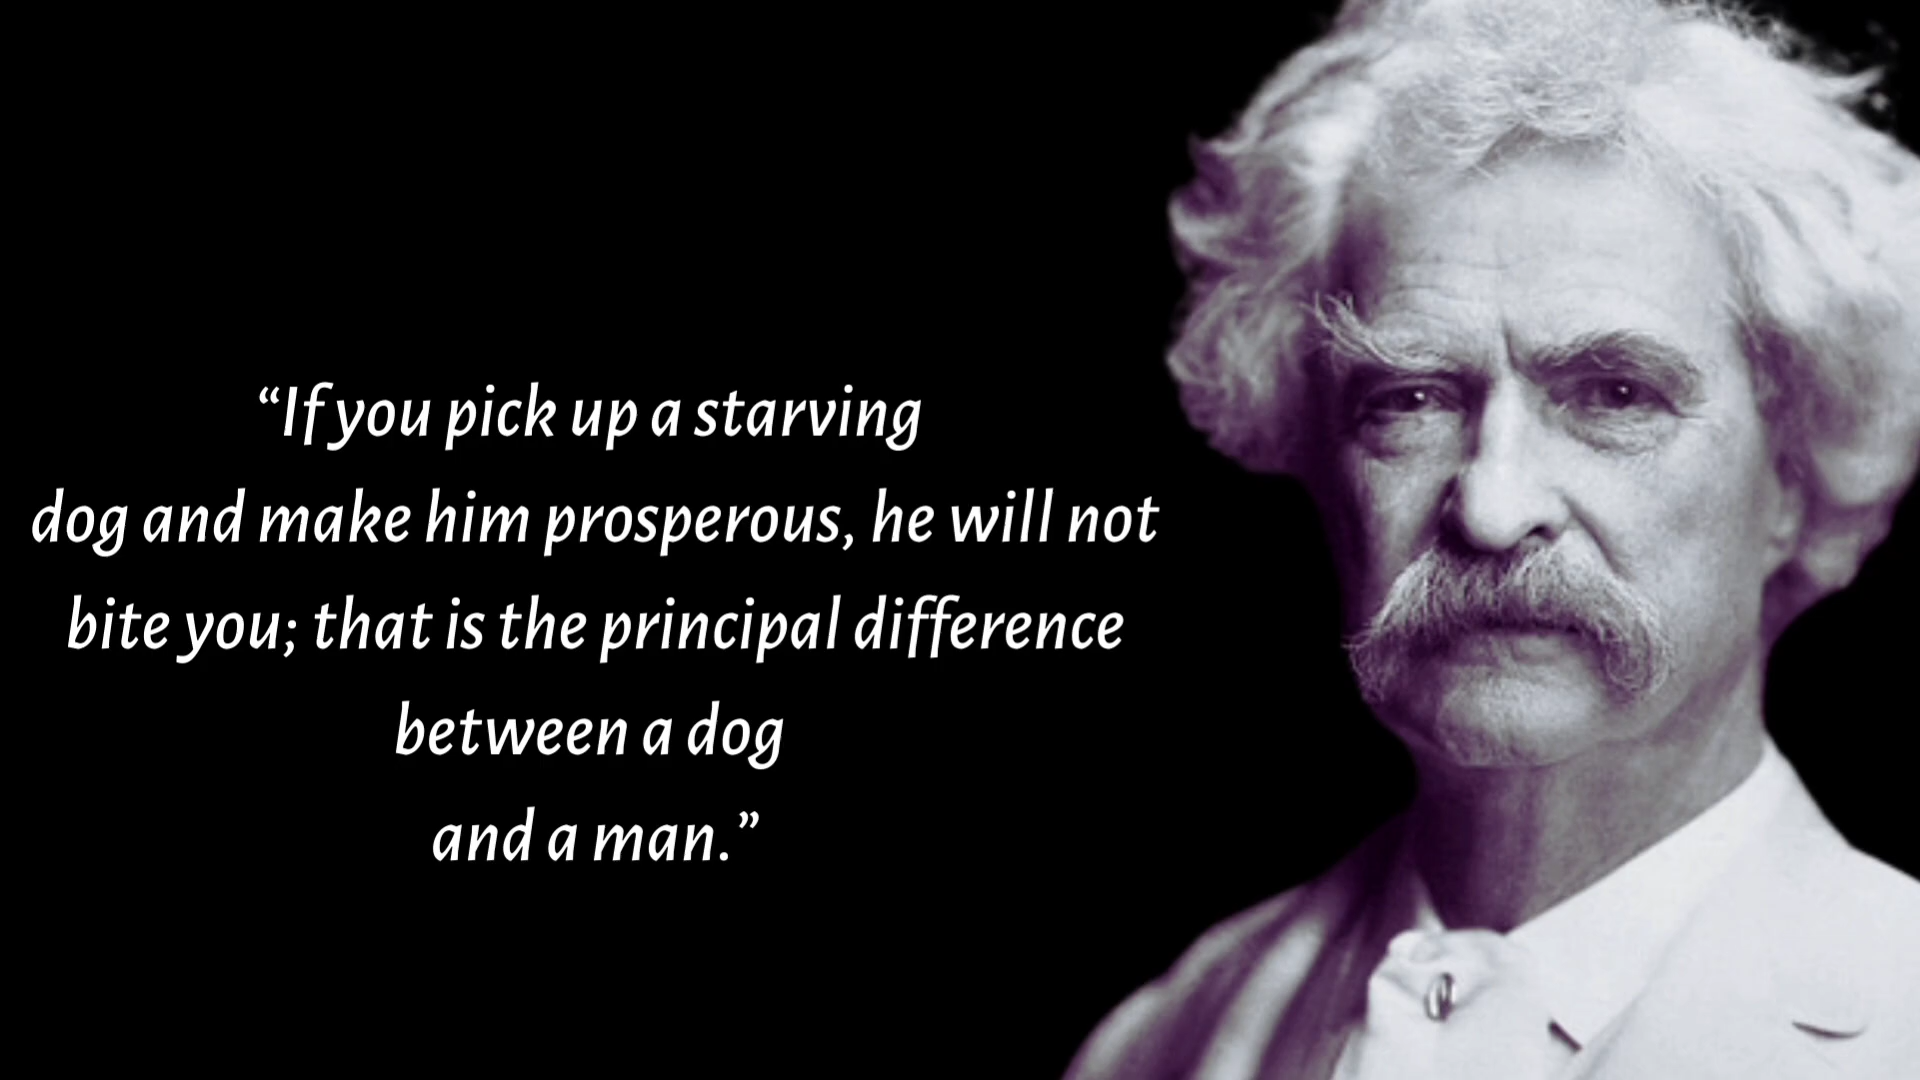 “If you pick up a starving
dog and make him prosperous, he will not
bite you; that is the principal difference
between a dog
and a man.”